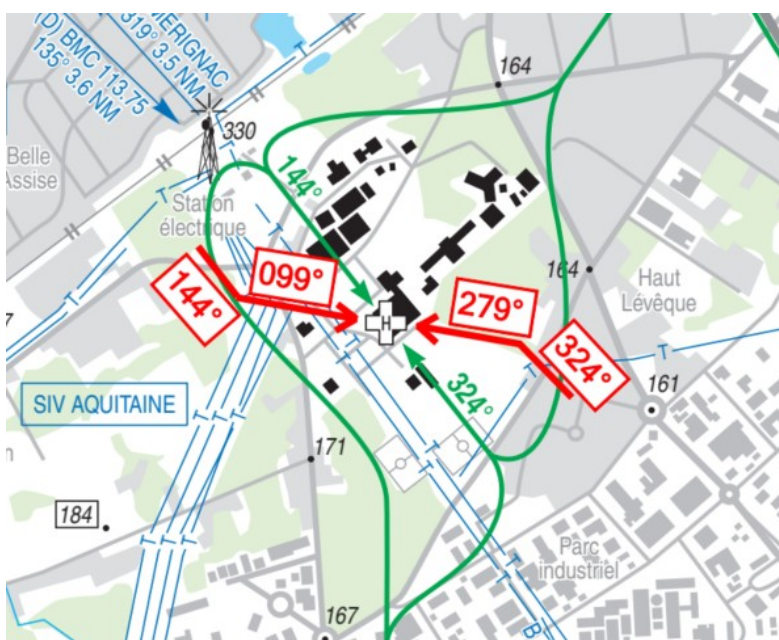 MERIGNAC
319° 3.5 NM
(D) BMC 113.75
135° 3.6 NM
164
330
Belle
Assise
144°
Station
électrique
099°
144°
H
279°
164
Haut
Lévêque
324°
324°
T
SIV AQUITAINE
161
171
184
Parc
industriel
167
B